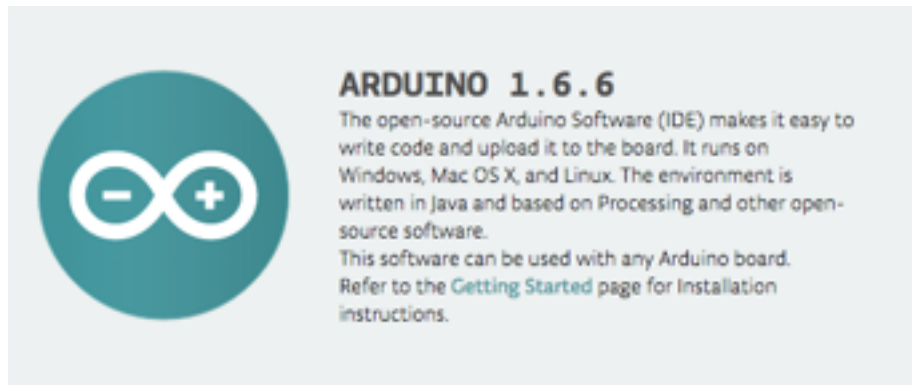 ARDUINO 1.6.6
The open-source Arduino Software (IDE) makes it easy to
write code and upload it to the board. It runs on
Windows, Mac OS X, and Linux. The environment is
written in Java and based on Processing and other open-
source software.
This software can be used with any Arduino board.
Refer to the Getting Started page for Installation
instructions.